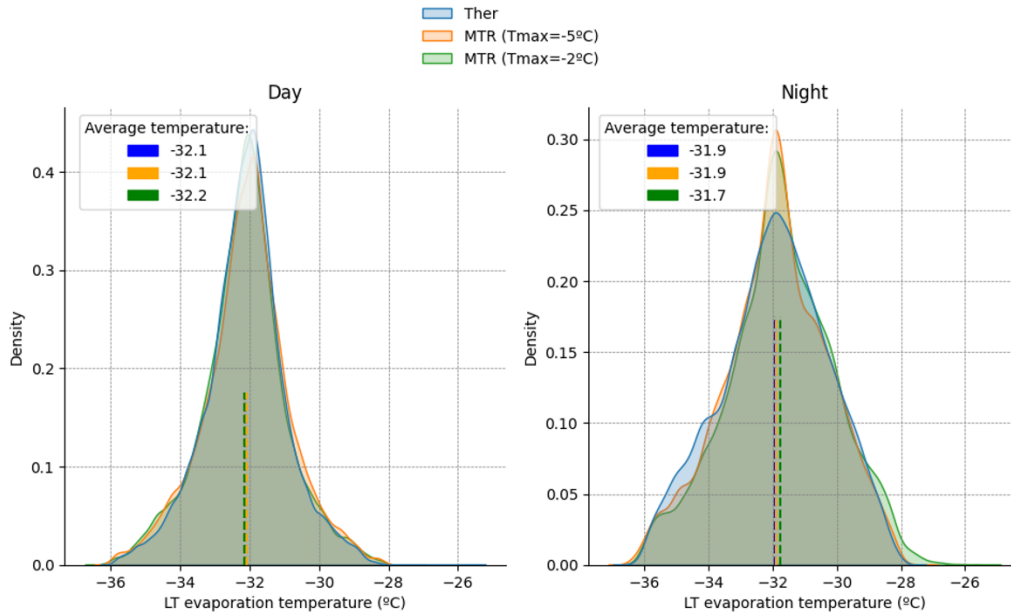 Ther
MTR (Tmax=-5ºC)
MTR (Tmax=-2ºC)
Day
Average temperature:
-32.1
-32.1
-32.2
Density
0.4
0.3
0.2
0.1
0.0
−36 −34 −32 −30 −28 −26
LT evaporation temperature (ºC)
Night
Average temperature:
-31.9
-31.9
-31.7
Density
0.30
0.25
0.20
0.15
0.10
0.05
0.00
−36 −34 −32 −30 −28 −26
LT evaporation temperature (ºC)